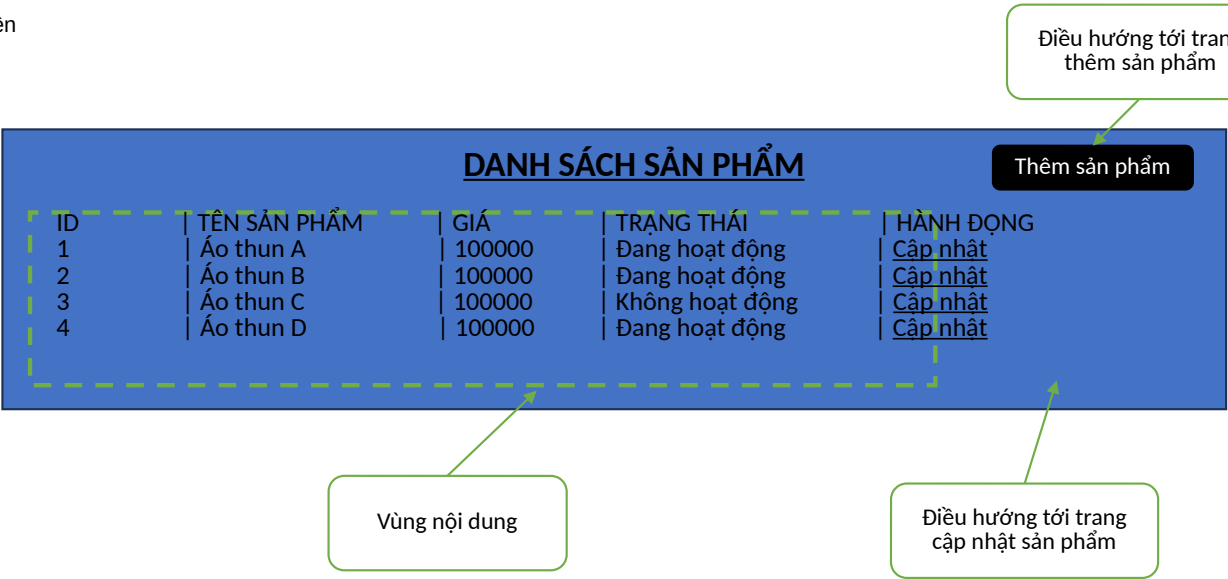 Điều hướng tới
thêm sản phẩm
DANH SÁCH SẢN PHẨM
Thêm sản phẩm
ID | TÊN SẢN PHẨM | GIÁ | TRẠNG THÁI | HÀNH ĐỌNG
1 | Áo thun A | 100000 | Đang hoạt động | Cập nhật
2 | Áo thun B | 100000 | Đang hoạt động | Cập nhật
3 | Áo thun C | 100000 | Không hoạt động | Cập nhật
4 | Áo thun D | 100000 | Đang hoạt động | Cập nhật
Vùng nội dung
Điều hướng tới trang
cập nhật sản phẩm